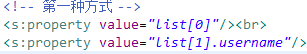 <!-- 第一种方式 -->
<s:property value="list[0]"/><br>
<s:property value="list[1].username"/>